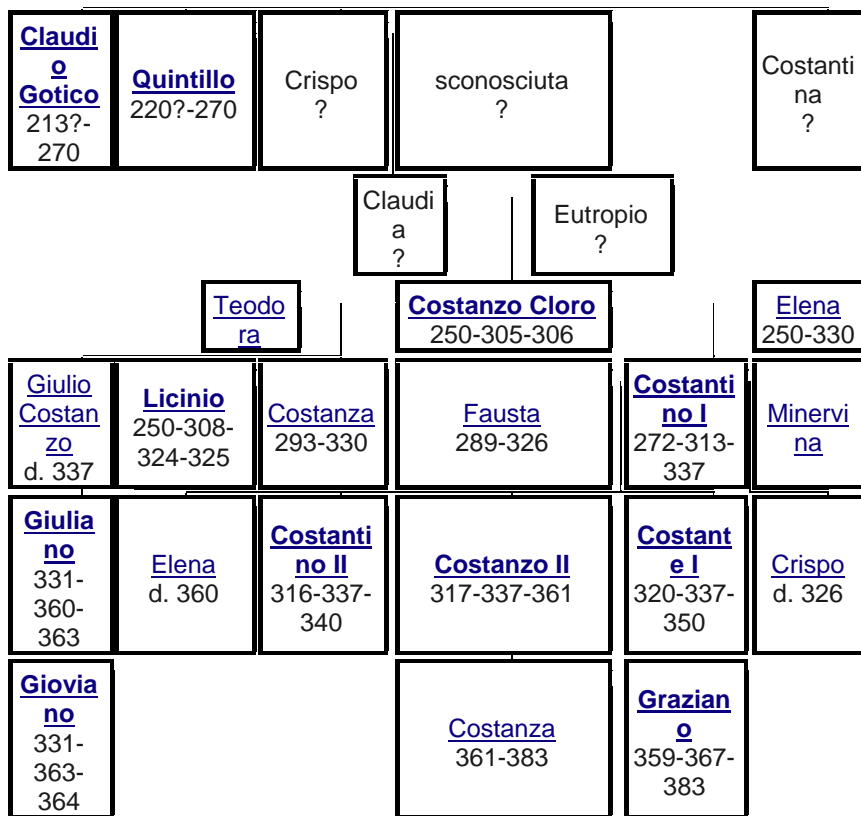 Claudi
o
Gotico
213?-
270
Quintillo
220?-270
Crispo
?
sconosciuta
?
Costanti
na
?
Claudi
a
?
Eutropio
?
Teodo
ra
Costanzo Cloro
250-305-306
Elena
250-330
Giulio
Costan
zo
d. 337
Licinio
250-308-
324-325
Costanza
293-330
Fausta
289-326
Costanti
no I
272-313-
337
Minervi
na
Giulia
no
331-
360-
363
Elena
d. 360
Costanti
no II
316-337-
340
Costanzo II
317-337-361
Costant
e I
320-337-
350
Crispo
d. 326
Giovia
no
331-
363-
364
Costanza
361-383
Grazian
o
359-367-
383